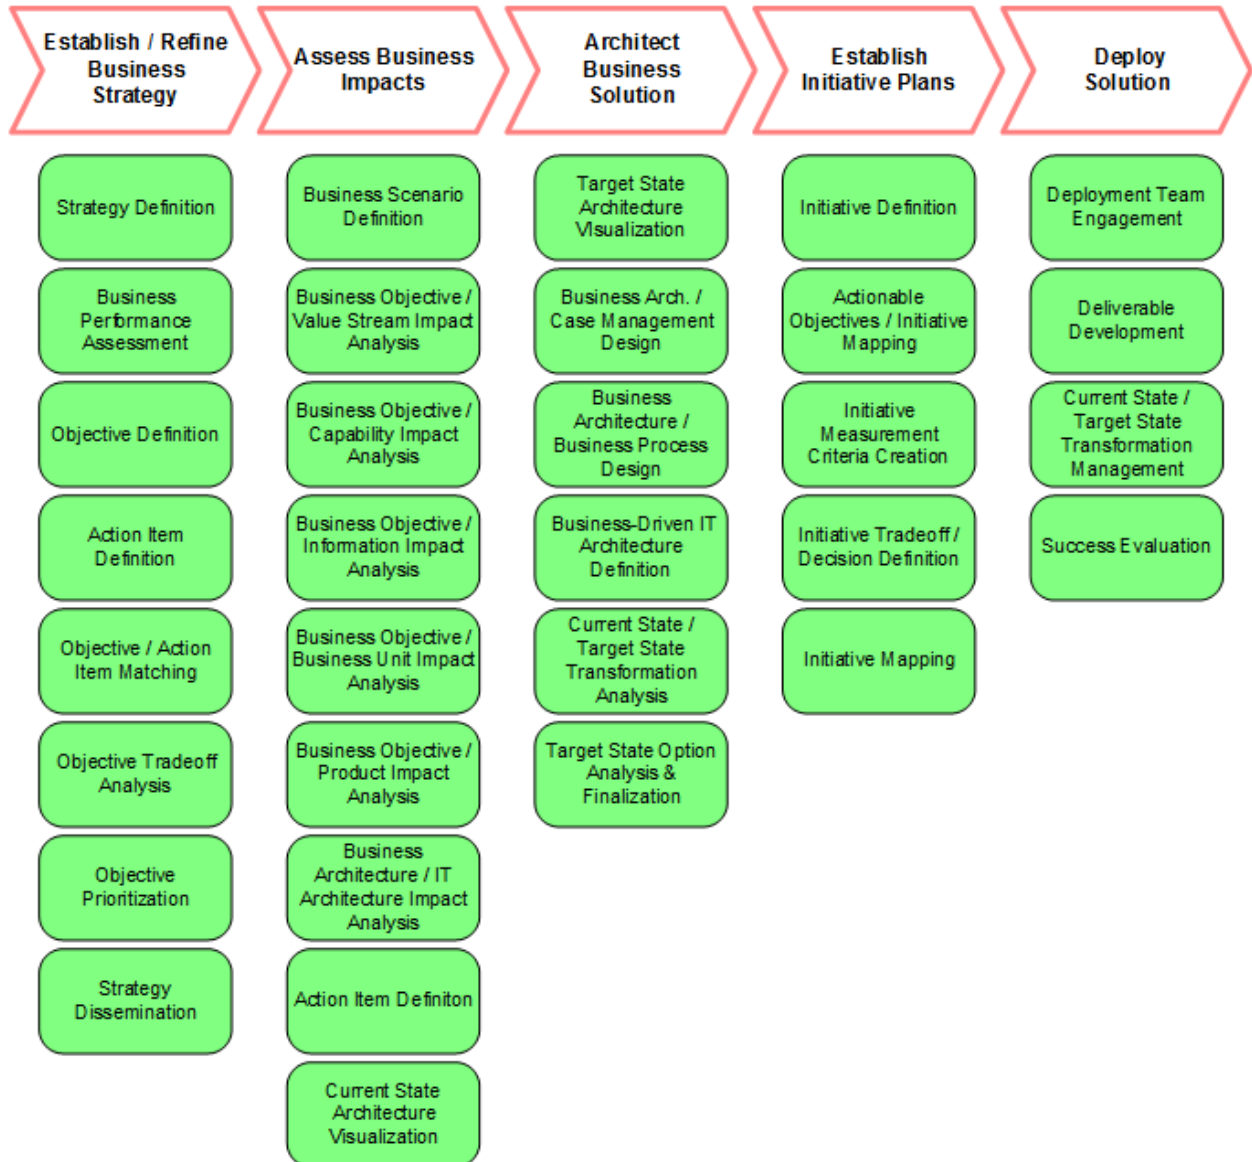 Establish / Refine
Business
Strategy
Assess Business
Impacts
Architect
Business
Solution
Establish
Initiative Plans
Deploy
Solution
Strategy Definition
Business
Performance
Assessment
Objective Definition
Action Item
Definition
Objective / Action
Item Matching
Objective Tradeoff
Analysis
Objective
Prioritization
Strategy
Dissemination
Business Scenario
Definition
Business Objective /
Value Stream Impact
Analysis
Business Objective /
Capability Impact
Analysis
Business Objective /
Information Impact
Analysis
Business Objective /
Business Unit Impact
Analysis
Business Objective /
Product Impact
Analysis
Business
Architecture / IT
Architecture Impact
Analysis
Action Item Definiton
Current State
Architecture
Visualization
Target State
Architecture
VIsualization
Business Arch. /
Case Management
Design
Business
Architecture /
Business Process
Design
Business-Driven IT
Architecture
Definition
Current State /
Target State
Transformation
Analysis
Target State Option
Analysis &
Finalization
Initiative Definition
Actionable
Objectives / Initiative
Mapping
Initiative
Measurement
Criteria Creation
Initiative Tradeoff /
Decision Definition
Initiative Mapping
Deployment Team
Engagement
Deliverable
Development
Current State /
Target State
Transformation
Management
Success Evaluation